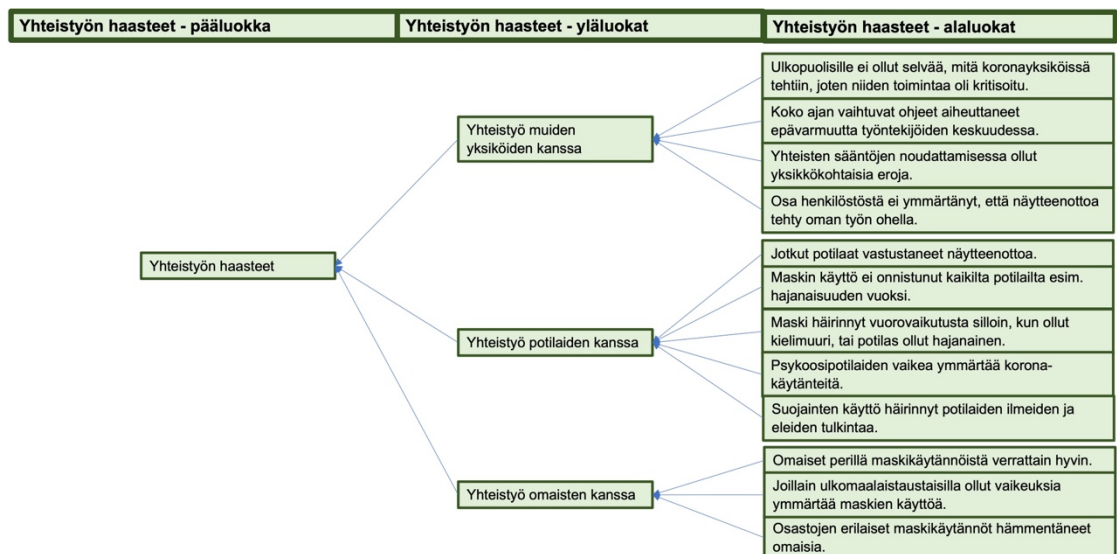 Yhteistyön haasteet - pääluokka
Yhteistyön haasteet - yläluokat
Yhteistyön haasteet - alaluokat
Yhteistyön haasteet
Yhteistyö muiden
yksiköiden kanssa
Ulkopuolisille ei ollut selvää, mitä koronayksiköissä
tehtiin, joten niiden toimintaa oli kritisoitu.
Koko ajan vaihtuvat ohjeet aiheuttaneet
epävarmuutta työntekijöiden keskuudessa.
Yhteisten sääntöjen noudattamisessa ollut
yksikkökohtaisia eroja.
Osa henkilöstöstä ei ymmärtänyt, että näytteenottoa
tehty oman työn ohella.
Yhteistyö potilaiden kanssa
Jotkut potilaat vastustaneet näytteenottoa.
Maskin käyttö ei onnistunut kaikilta potilailta esim.
hajanaisuuden vuoksi.
Maski häirinnyt vuorovaikutusta silloin, kun ollut
kielimuuri, tai potilas ollut hajanainen.
Psykoosipotilaiden vaikea ymmärtää korona-
käytänteitä.
Suojainten käyttö häirinnyt potilaiden ilmeiden ja
eleiden tulkintaa.
Yhteistyö omaisten kanssa
Omaiset perillä maskikäytännöistä verrattain hyvin.
Joillain ulkomaalaistaustaisilla ollut vaikeuksia
ymmärtää maskien käyttöä.
Osastojen erilaiset maskikäytännöt hämmentäneet
omaisia.